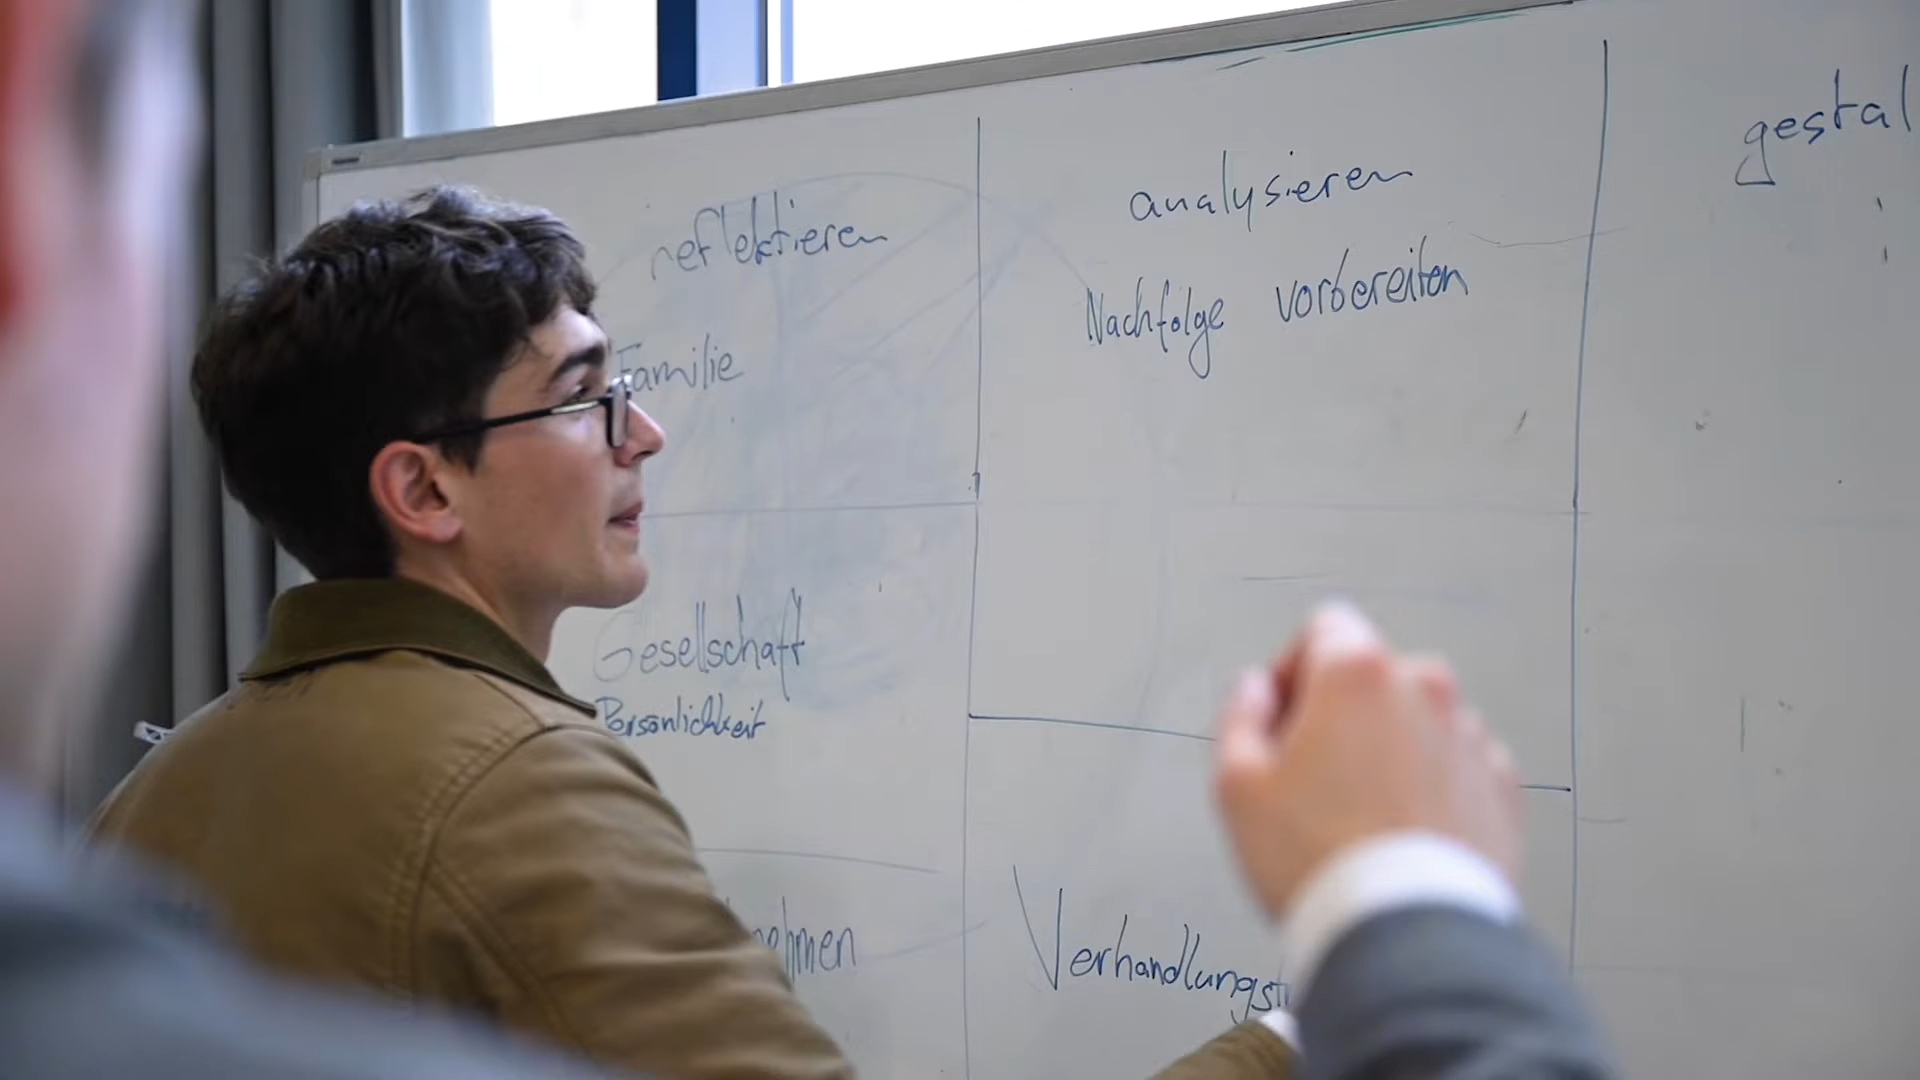 reflektieren
Familie
Gesellschaft
Persönlichkeit
nehmen
analysieren
Nachfolge vorbereiten
Verhandlungst
gestal